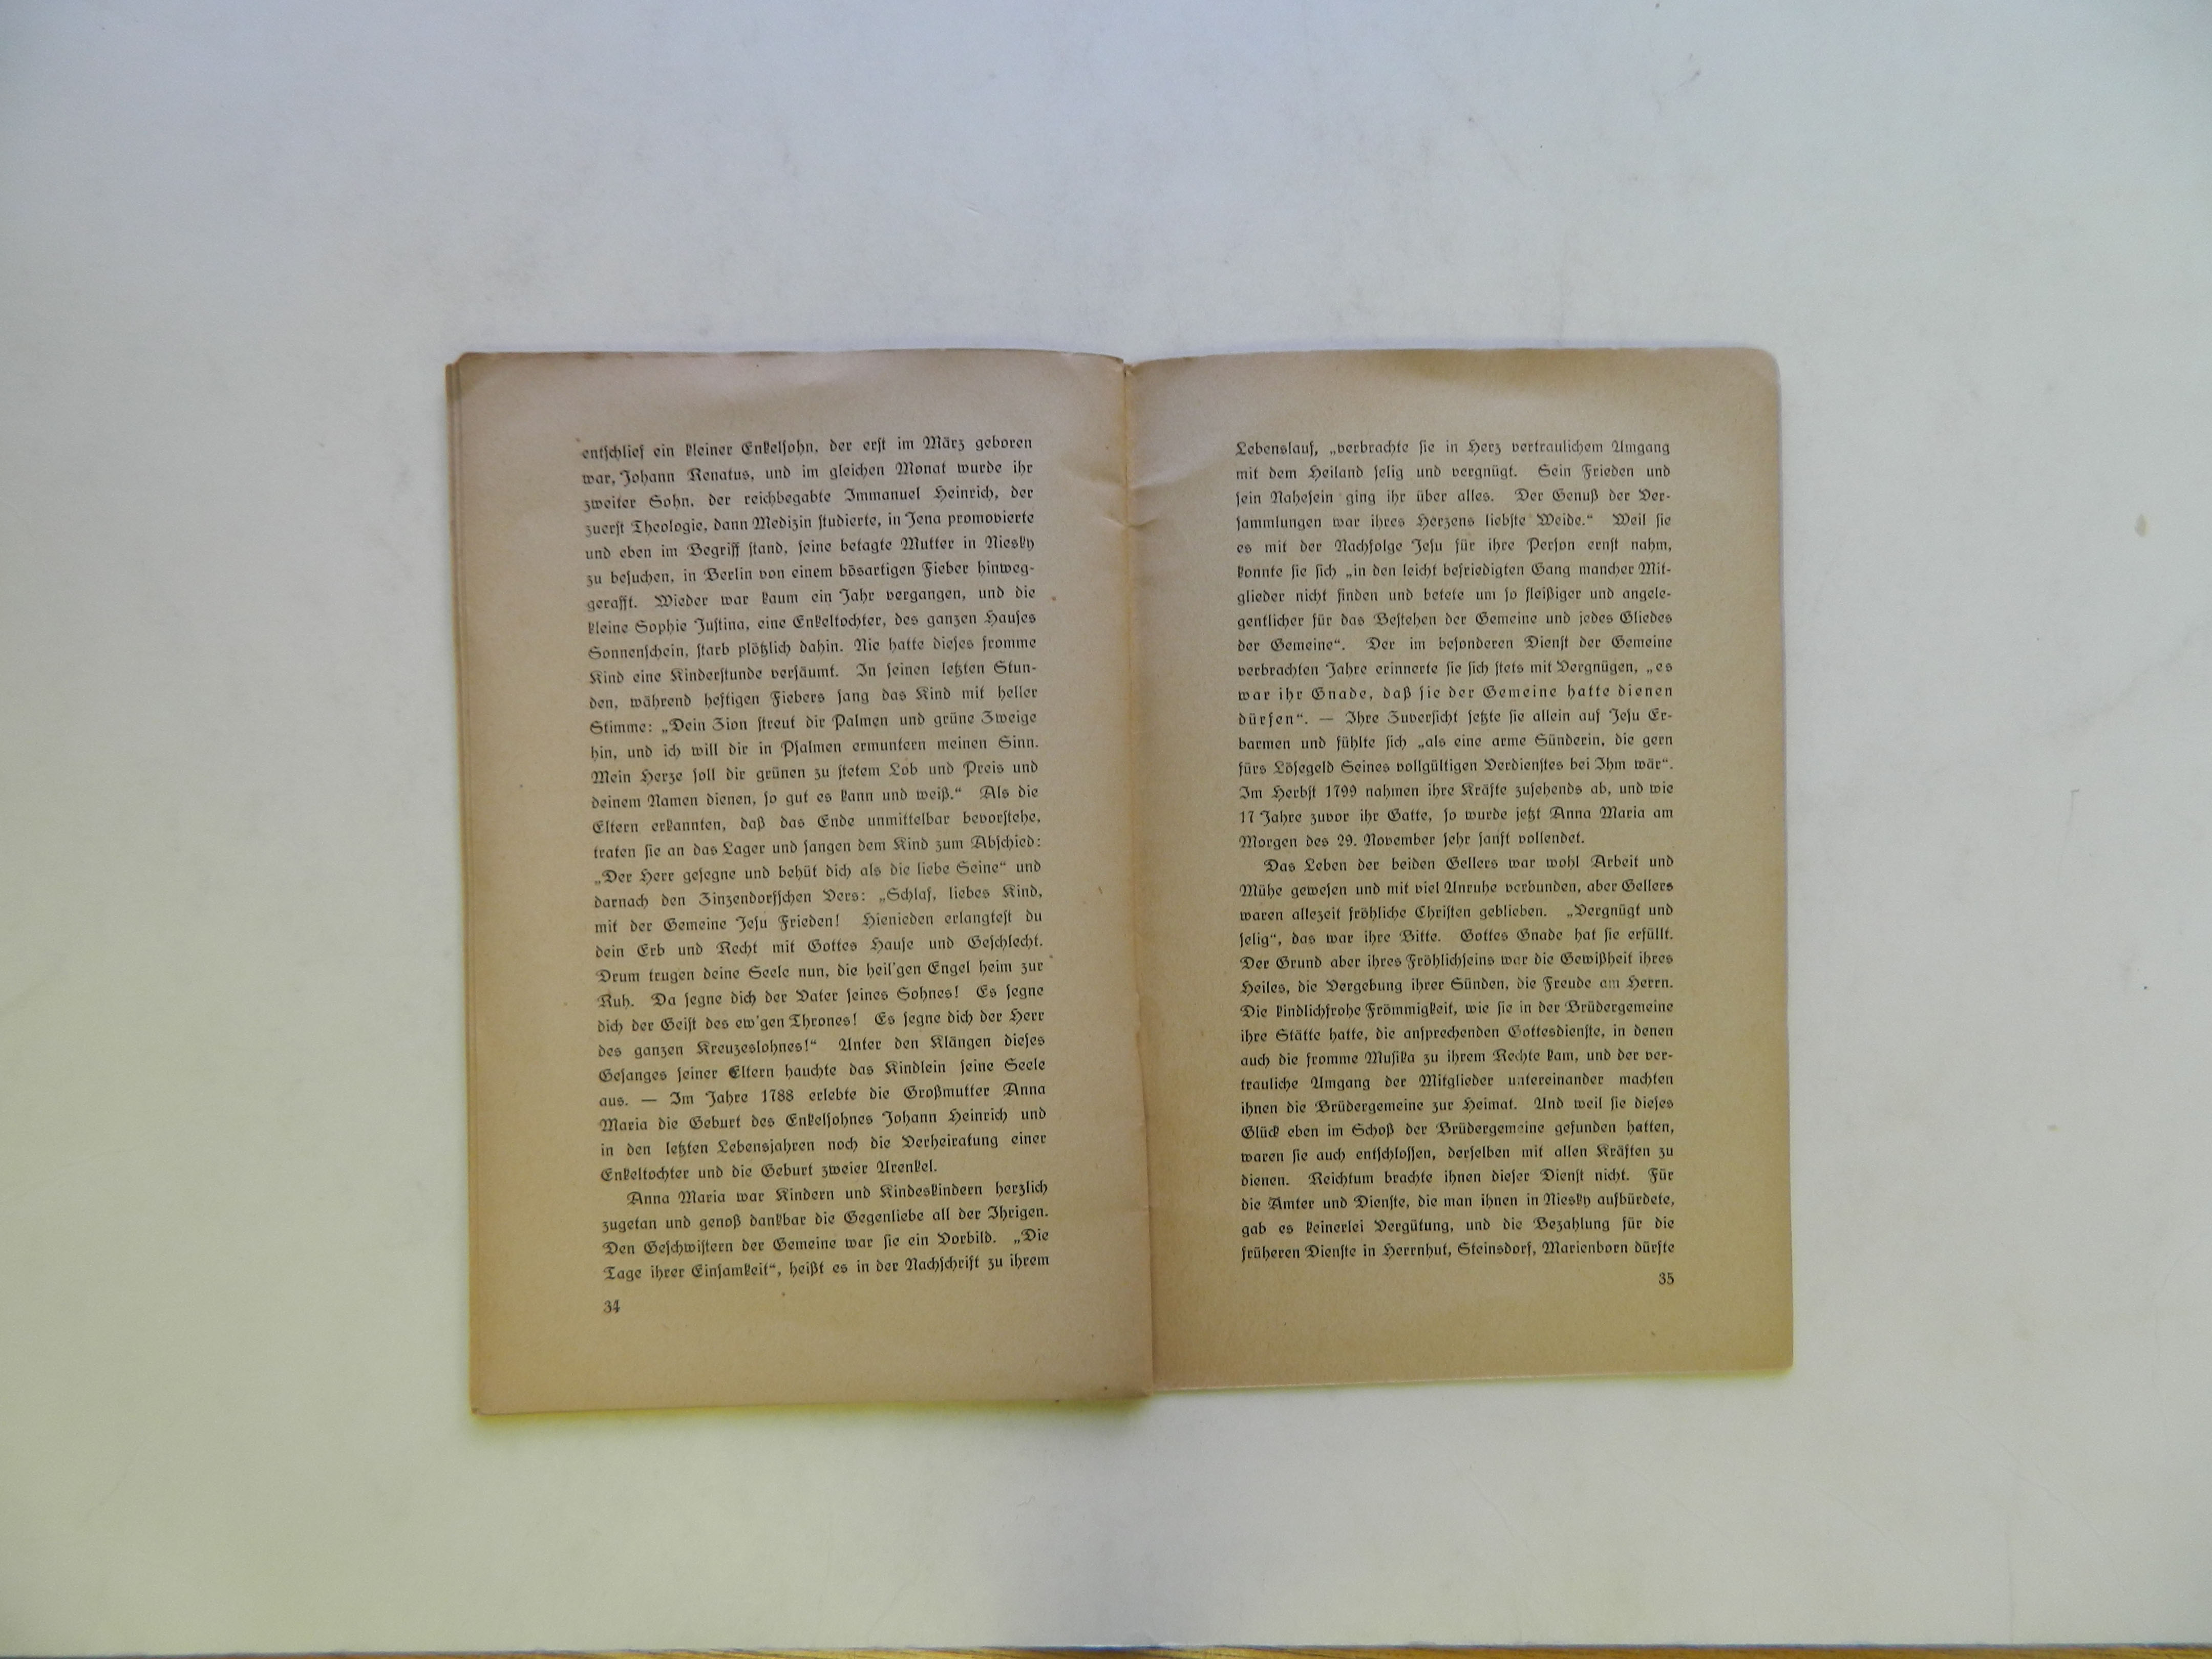 entschlief ein kleiner Enkelsohn, der erst im März geboren
war, Johann Renatus, und im gleichen Monat wurde ihr
zweiter Sohn, der reichbegabte Immanuel Heinrich, der
zuerst Theologie, dann Medizin studierte, in Jena promovierte
und eben im Begriff stand, seine betagte Mutter in Niesky
zu besuchen, in Berlin von einem bösartigen Fieber hinweg-
gerafft. Wieder war kaum ein Jahr vergangen, und die
kleine Sophie Justina, eine Enkeltochter, des ganzen Hauses
Sonnenschein, starb plötzlich dahin. Nie hatte dieses fromme
Kind eine Kinderstunde versäumt. In seinen letzten Stun-
den, während heftigen Fiebers sang das Kind mit heller
Stimme: „Dein Zion streut dir Palmen und grüne Zweige
hin, und ich will dir in Psalmen ermuntern meinen Sinn.
Mein Herze soll dir grünen zu stetem Lob und Preis und
deinem Namen dienen, so gut es kann und weiß.“ Als die
Eltern erkannten, daß das Ende unmittelbar bevorstehe,
traten sie an das Lager und sangen dem Kind zum Abschied:
„Der Herr gesegne und behüt dich als die liebe Seine“ und
darnach den Zinzendorfschen Vers: „Schlaf, liebes Kind,
mit der Gemeine Jesu Frieden! Hienieden erlangtest du
dein Erb und Recht mit Gottes Hause und Geschlecht.
Drum trugen deine Seele nun, die heil'gen Engel heim zur
Ruh. Da segne dich der Vater seines Sohnes! Es segne
dich der Geist des ew'gen Thrones! Es segne dich der Herr
des ganzen Kreuzeslohnes!“ Unter den Klängen dieses
Gesanges seiner Eltern hauchte das Kindlein seine Seele
aus. — Im Jahre 1788 erlebte die Großmutter Anna
Maria die Geburt des Enkelsohnes Johann Heinrich und
in den letzten Lebensjahren noch die Verheiratung einer
Enkeltochter und die Geburt zweier Urenkel.
Anna Maria war Kindern und Kindeskindern herzlich
zugetan und genoß dankbar die Gegenliebe all der Ihrigen.
Den Geschwistern der Gemeine war sie ein Vorbild. „Die
Tage ihrer Einsamkeit“, heißt es in der Nachschrift zu ihrem
34
Lebenslauf, „verbrachte sie in Herz vertraulichem Umgang
mit dem Heiland selig und vergnügt. Sein Frieden und
sein Nahesein ging ihr über alles. Der Genuß der Ver-
sammlungen war ihres Herzens liebste Weide.“ Weil sie
es mit der Nachfolge Jesu für ihre Person ernst nahm,
konnte sie sich „in den leicht befriedigten Gang mancher Mit-
glieder nicht finden und betete um so fleißiger und angele-
gentlicher für das Bestehen der Gemeine und jedes Gliedes
der Gemeine“. Der im besonderen Dienst der Gemeine
verbrachten Jahre erinnerte sie sich stets mit Vergnügen, „es
war ihr Gnade, daß sie der Gemeine hatte dienen
dürfen“. — Ihre Zuversicht setzte sie allein auf Jesu Er-
barmen und fühlte sich „als eine arme Sünderin, die gern
fürs Lösegeld Seines vollgültigen Verdienstes bei Ihm wär“.
Im Herbst 1799 nahmen ihre Kräfte zusehends ab, und wie
17 Jahre zuvor ihr Gatte, so wurde jetzt Anna Maria am
Morgen des 29. November sehr sanft vollendet.
Das Leben der beiden Gellers war wohl Arbeit und
Mühe gewesen und mit viel Unruhe verbunden, aber Gellers
waren allezeit fröhliche Christen geblieben. „Vergnügt und
selig“, das war ihre Bitte. Gottes Gnade hat sie erfüllt.
Der Grund aber ihres Fröhlichseins war die Gewißheit ihres
Heiles, die Vergebung ihrer Sünden, die Freude am Herrn.
Die kindlichfrohe Frömmigkeit, wie sie in der Brüdergemeine
ihre Stätte hatte, die ansprechenden Gottesdienste, in denen
auch die fromme Musika zu ihrem Rechte kam, und der ver-
trauliche Umgang der Mitglieder untereinander machten
ihnen die Brüdergemeine zur Heimat. Und weil sie dieses
Glück eben im Schoß der Brüdergemeine gefunden hatten,
waren sie auch entschlossen, derselben mit allen Kräften zu
dienen. Reichtum brachte ihnen dieser Dienst nicht. Für
die Ämter und Dienste, die man ihnen in Niesky aufbürdete,
gab es keinerlei Vergütung, und die Bezahlung für die
früheren Dienste in Herrnhut, Steinsdorf, Marienborn dürfte
35